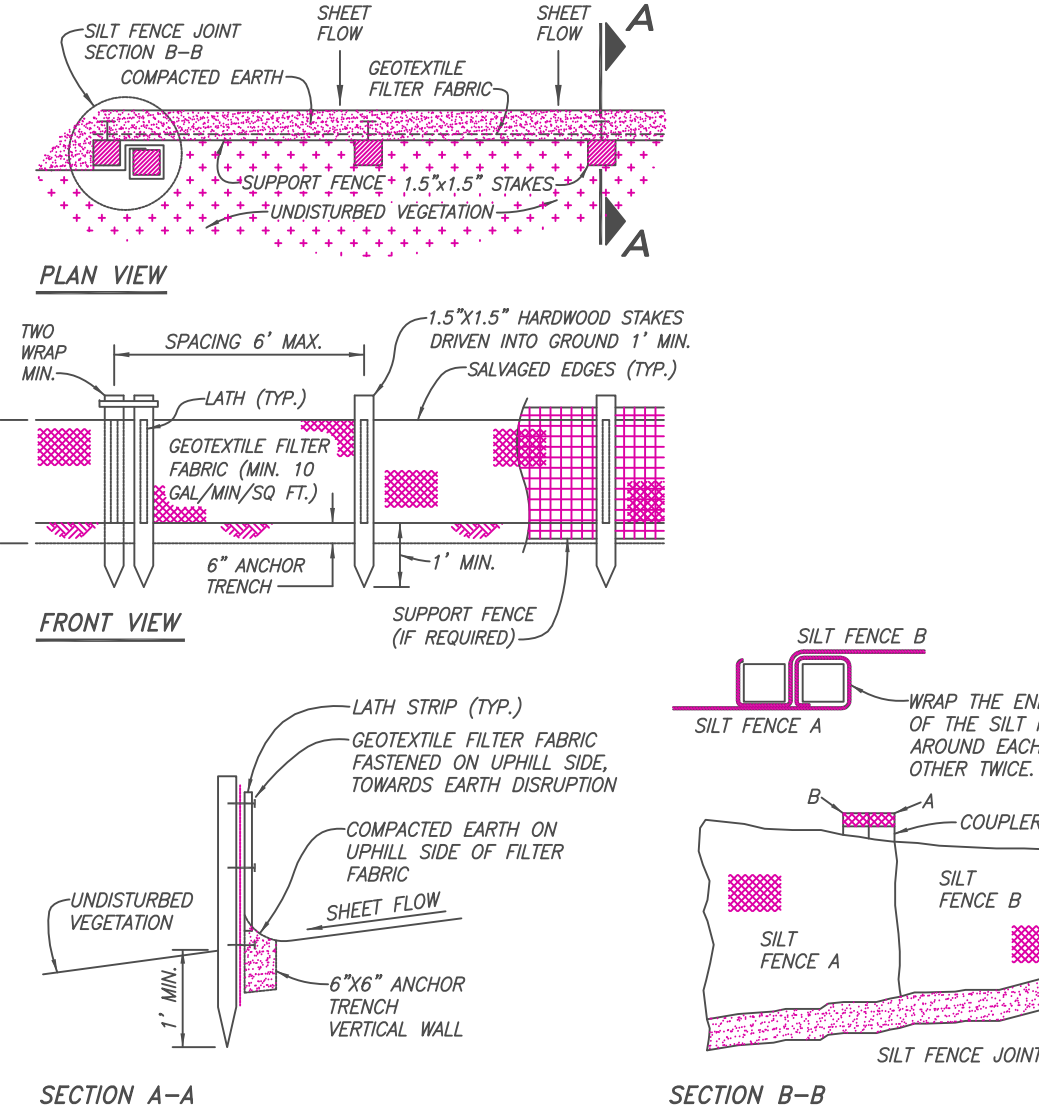 SILT FENCE JOINT
SECTION B–B
COMPACTED EARTH
SHEET
FLOW
GEOTEXTILE
FILTER FABRIC
SHEET
FLOW
A
SUPPORT FENCE
1.5"x1.5" STAKES
UNDISTURBED VEGETATION
A
PLAN VIEW
TWO
WRAP
MIN.
SPACING 6' MAX.
1.5"X1.5" HARDWOOD STAKES
DRIVEN INTO GROUND 1' MIN.
SALVAGED EDGES (TYP.)
LATH (TYP.)
GEOTEXTILE FILTER
FABRIC (MIN. 10
GAL/MIN/SQ FT.)
6" ANCHOR
TRENCH
1' MIN.
SUPPORT FENCE
(IF REQUIRED)
FRONT VIEW
LATH STRIP (TYP.)
GEOTEXTILE FILTER FABRIC
FASTENED ON UPHILL SIDE,
TOWARDS EARTH DISRUPTION
COMPACTED EARTH ON
UPHILL SIDE OF FILTER
FABRIC
UNDISTURBED
VEGETATION
SHEET FLOW
1' MIN.
6"X6" ANCHOR
TRENCH
VERTICAL WALL
SECTION A–A
SILT FENCE B
SILT FENCE A
WRAP THE
OF THE SILT
AROUND EACH
OTHER TWICE.
B
A
COUPLER
SILT
FENCE B
SILT
FENCE A
SILT FENCE JOINT
SECTION B–B